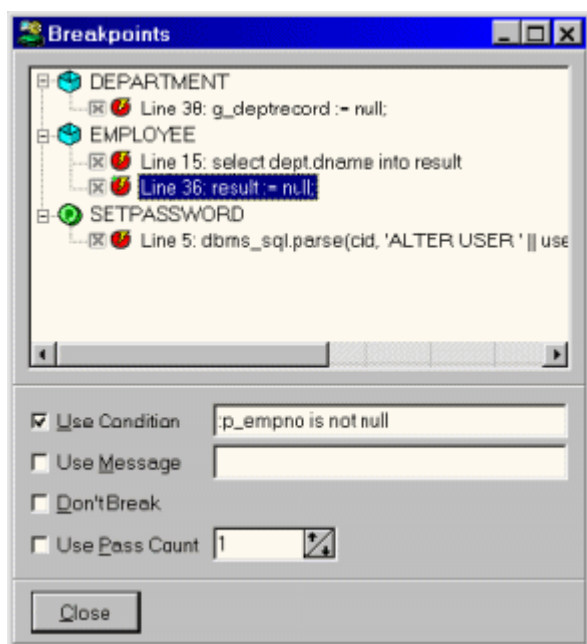 Breakpoints
DEPARTMENT
Line 38: g_deptrecord := null;
EMPLOYEE
Line 15: select dept.dname into result
Line 36: result := null;
SETPASSWORD
Line 5: dbms_sql.parse(cid, 'ALTER USER ' || use
Use Condition :p_empno is not null
Use Message
Don't Break
Use Pass Count 1
Close